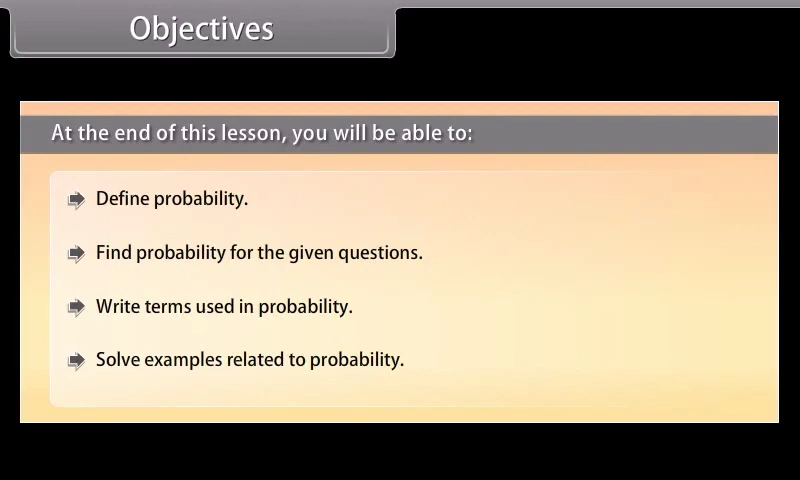 Objectives
At the end of this lesson, you will be able to:
Define probability.
Find probability for the given questions.
Write terms used in probability.
Solve examples related to probability.